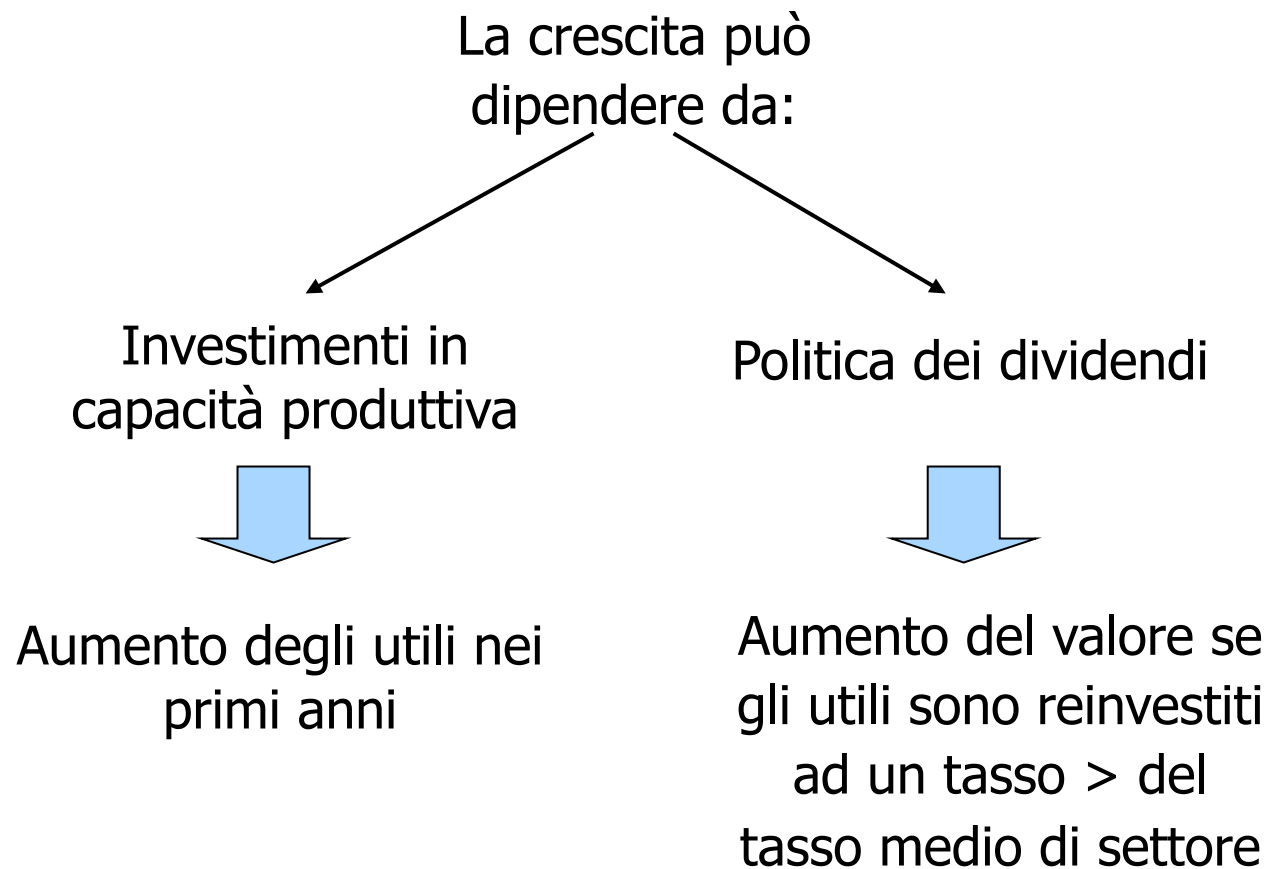 La crescita può
dipendere da:
Investimenti in
capacità produttiva
Politica dei dividendi
Aumento degli utili nei
primi anni
Aumento del valore se
gli utili sono reinvestiti
ad un tasso > del
tasso medio di settore